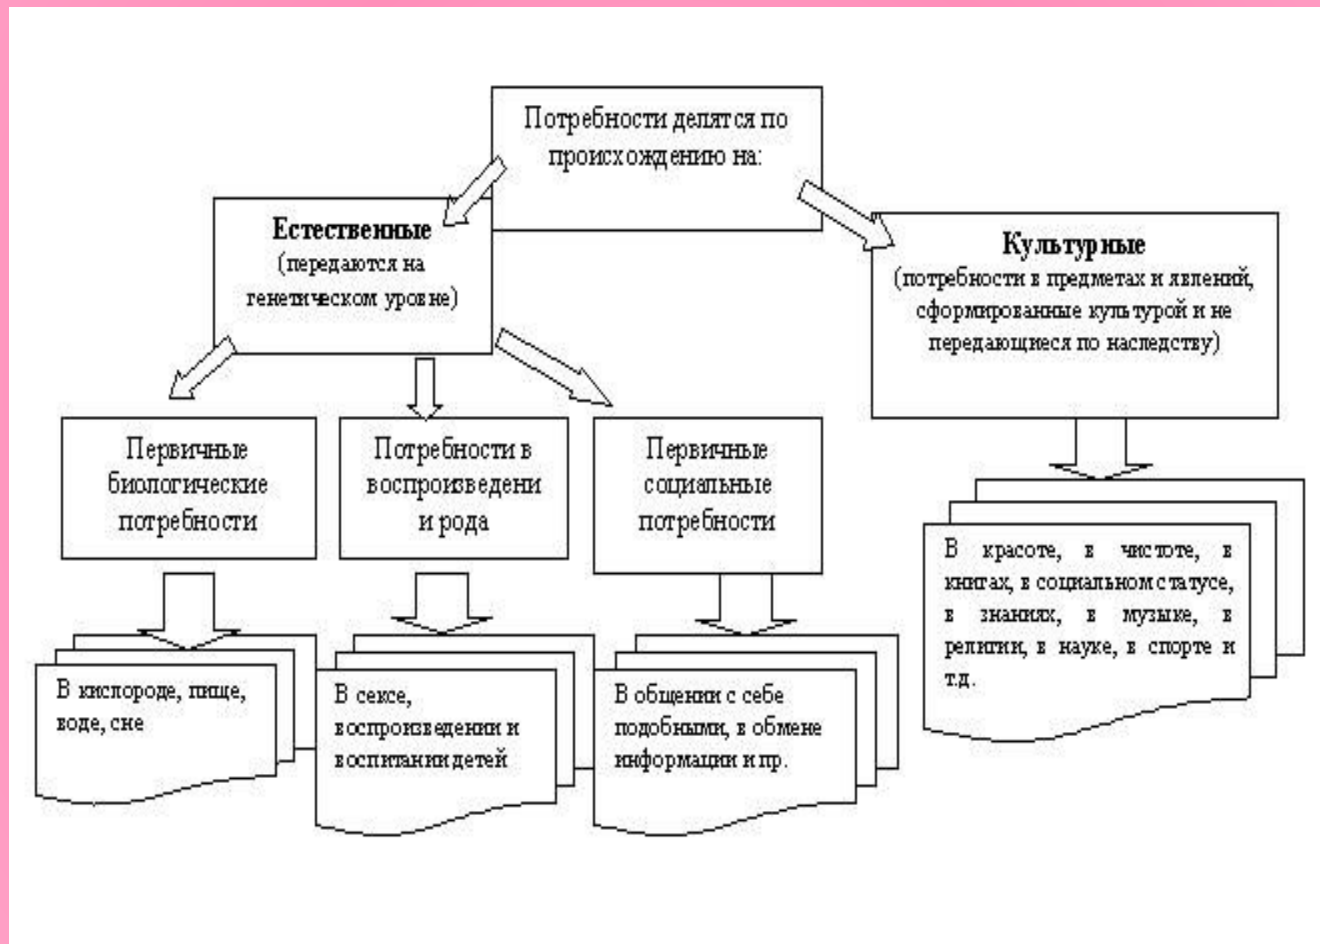 Потребности делятся по
происхождению на:
Естественные
(передаются на
генетическом уровне)
Культурные
(потребности в предметах и явлений,
сформированные культурой и не
передающиеся по наследству)
Первичные
биологические
потребности
Потребности в
воспроизведени
и рода
Первичные
социальные
потребности
В кислороде, пище,
воде, сне
В сексе,
воспроизведении и
воспитании детей
В общении с себе
подобными, в обмене
информации и пр.
В красоте, в чистоте, в
книгах, в социальном статусе,
в знаниях, в музыке, в
религии, в науке, в спорте и
т.д.